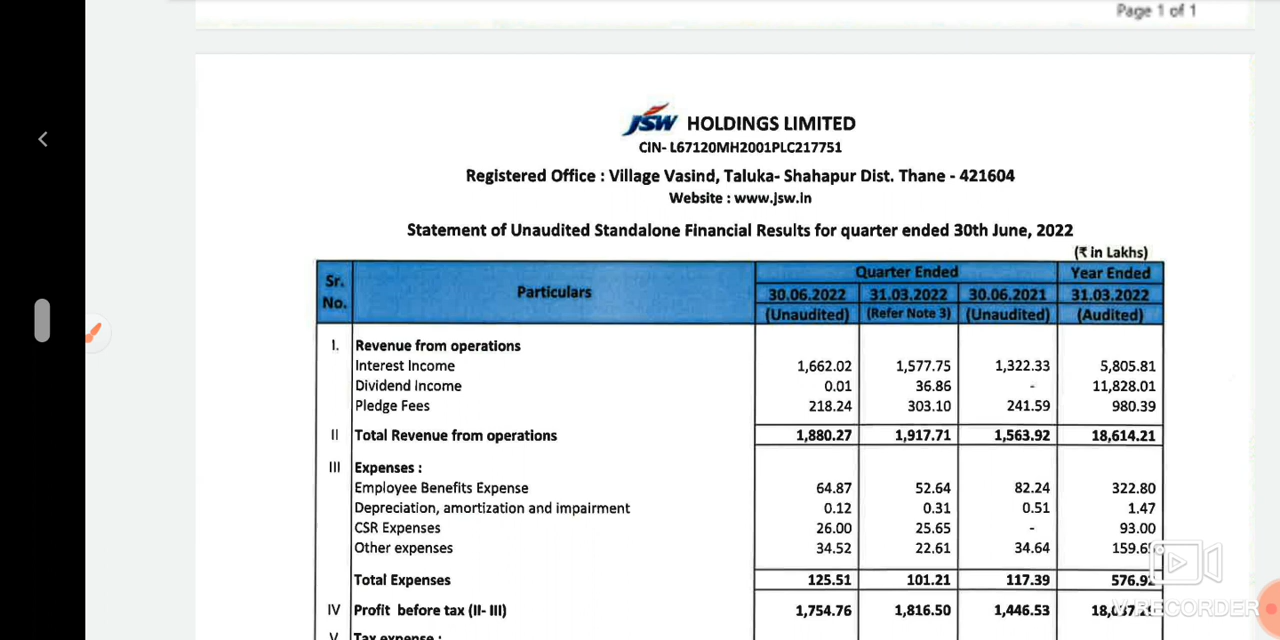 Page 1 of 1
JSW HOLDINGS LIMITED
CIN- L67120MH2001PLC217751
Registered Office : Village Vasind, Taluka- Shahapur Dist. Thane - 421604
Website : www.jsw.in
Statement of Unaudited Standalone Financial Results for quarter ended 30th June, 2022
(₹ in Lakhs)
Sr. No. Particulars Quarter Ended Year Ended
30.06.2022 31.03.2022 30.06.2021 31.03.2022
(Unaudited) (Refer Note 3) (Unaudited) (Audited)
I. Revenue from operations
Interest Income 1,662.02 1,577.75 1,322.33 5,805.81
Dividend Income 0.01 36.86 - 11,828.01
Pledge Fees 218.24 303.10 241.59 980.39
II Total Revenue from operations 1,880.27 1,917.71 1,563.92 18,614.21
III Expenses :
Employee Benefits Expense 64.87 52.64 82.24 322.80
Depreciation, amortization and impairment 0.12 0.31 0.51 1.47
CSR Expenses 26.00 25.65 - 93.00
Other expenses 34.52 22.61 34.64
Total Expenses 125.51 101.21 117.39
IV Profit before tax (II- III) 1,754.76 1,816.50 1,446.53
V Tax expense :
RECORDER